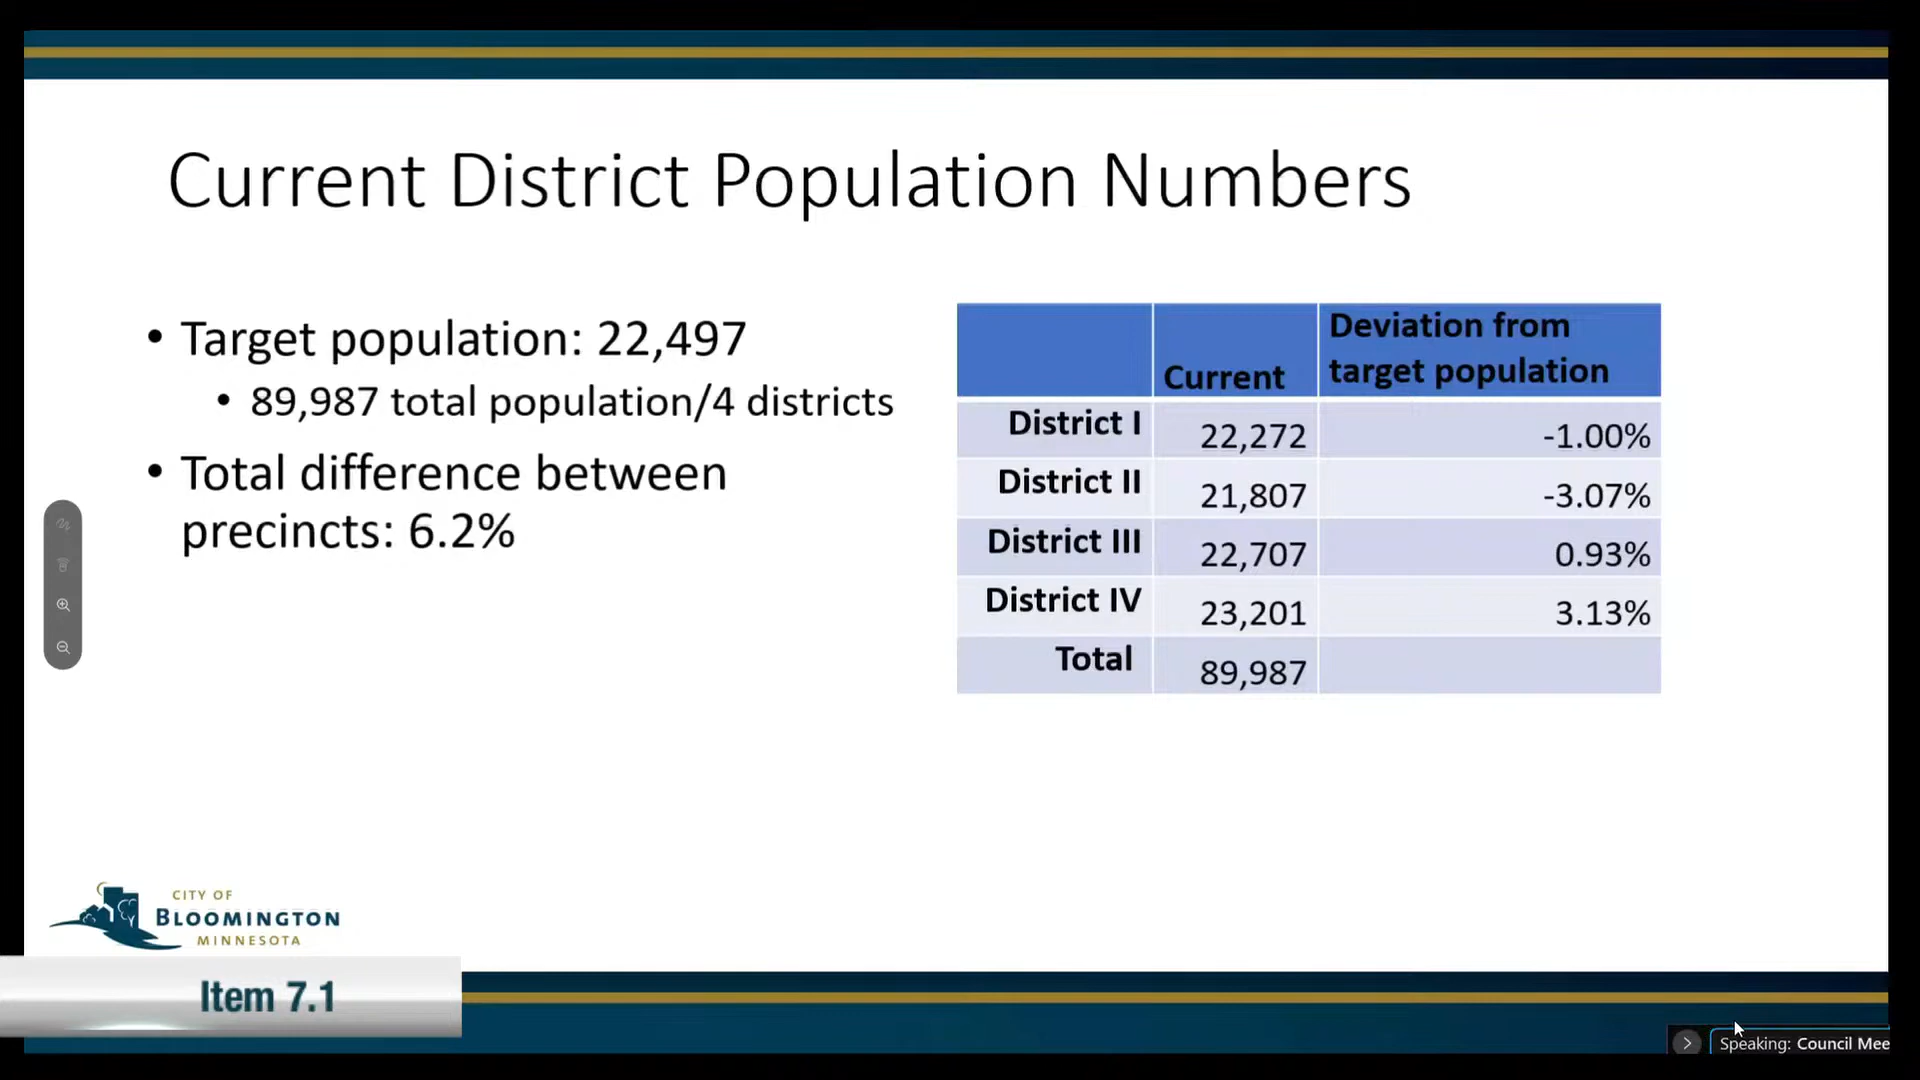 Current District Population Numbers
• Target population: 22,497
• 89,987 total population/4 districts
• Total difference between
precincts: 6.2%
Current
Deviation from
target population
District I 22,272 -1.00%
District II 21,807 -3.07%
District III 22,707 0.93%
District IV 23,201 3.13%
Total 89,987
CITY OF
BLOOMINGTON
MINNESOTA
Item 7.1
Speaking: Council Mee